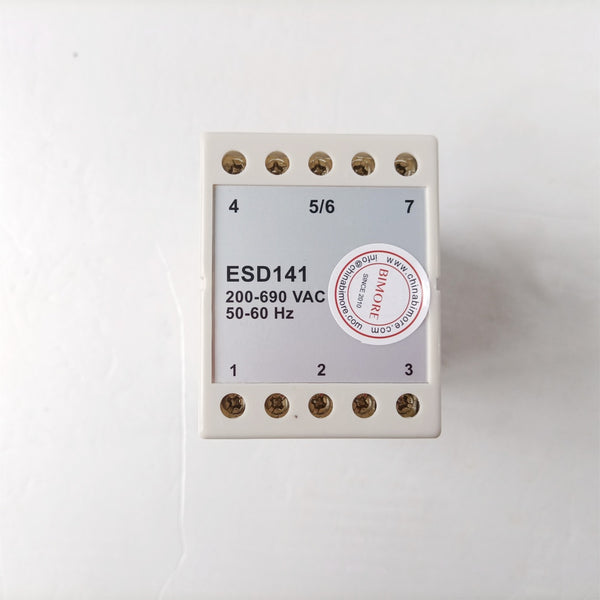 4 5/6 7
ESD141
200-690 VAC
50-60 Hz
www.chinabimore.com
info@chinabimore.com
BIMORE
SINCE 2010
1 2 3